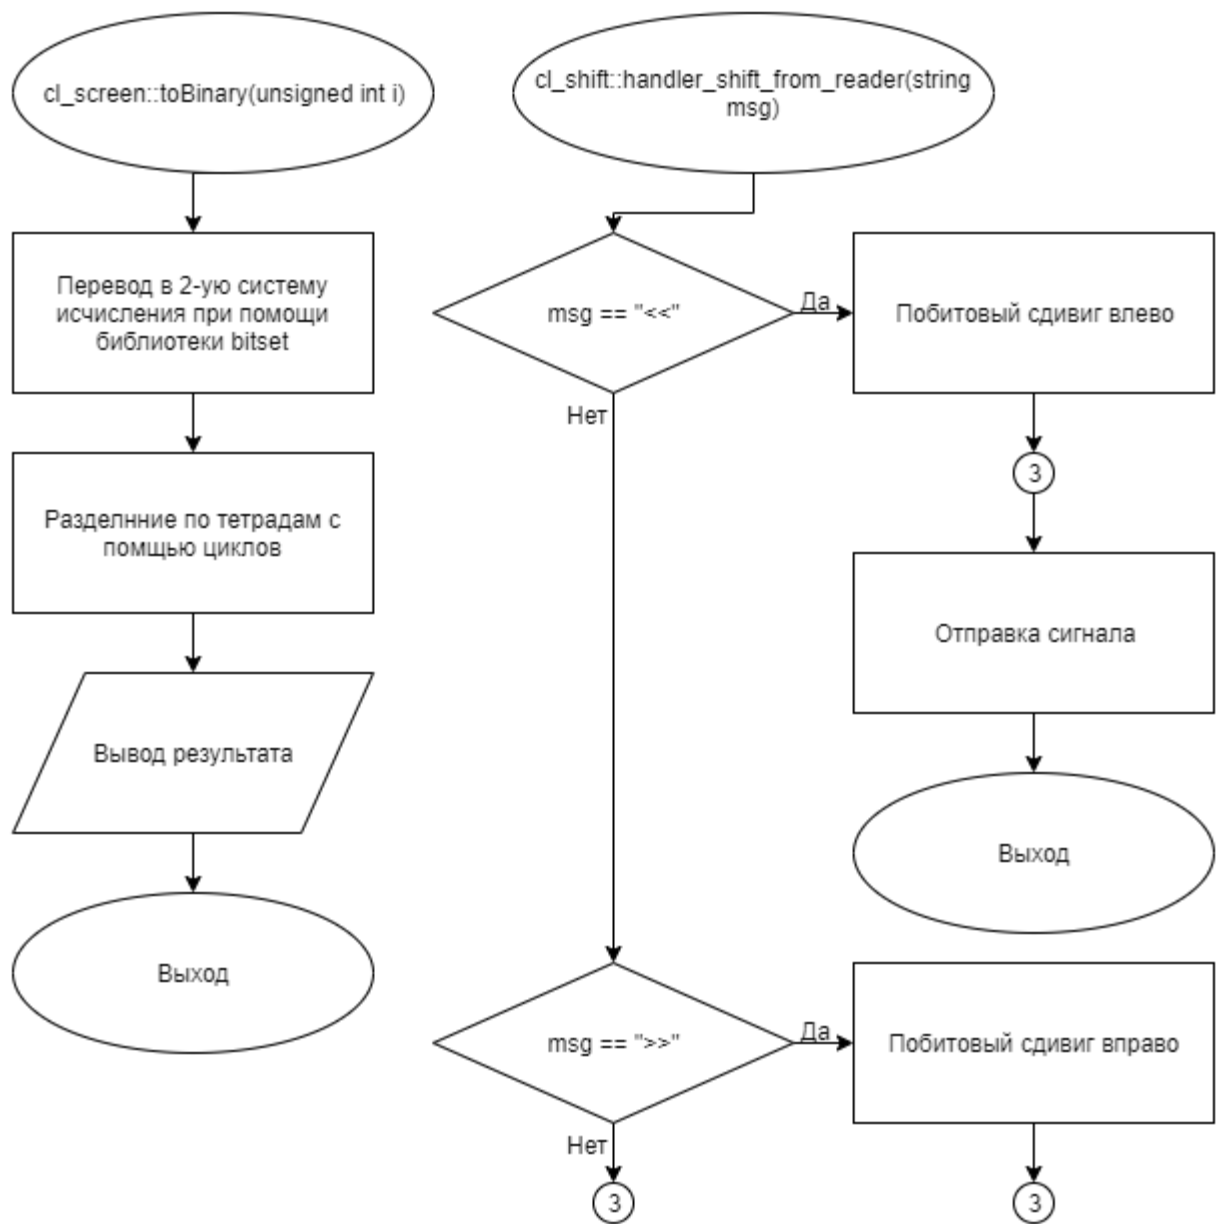 cl_screen::toBinary(unsigned int i)
Перевод в 2-ую систему
исчисления при помощи
библиотеки bitset
Разделнние по тетрадам с
помщью циклов
Вывод результата
Выход
cl_shift::handler_shift_from_reader(string
msg)
msg == "<<"
Да
Побитовый сдивиг влево
3
Отправка сигнала
Выход
Нет
msg == ">>"
Да
Побитовый сдивиг вправо
3
Нет
3